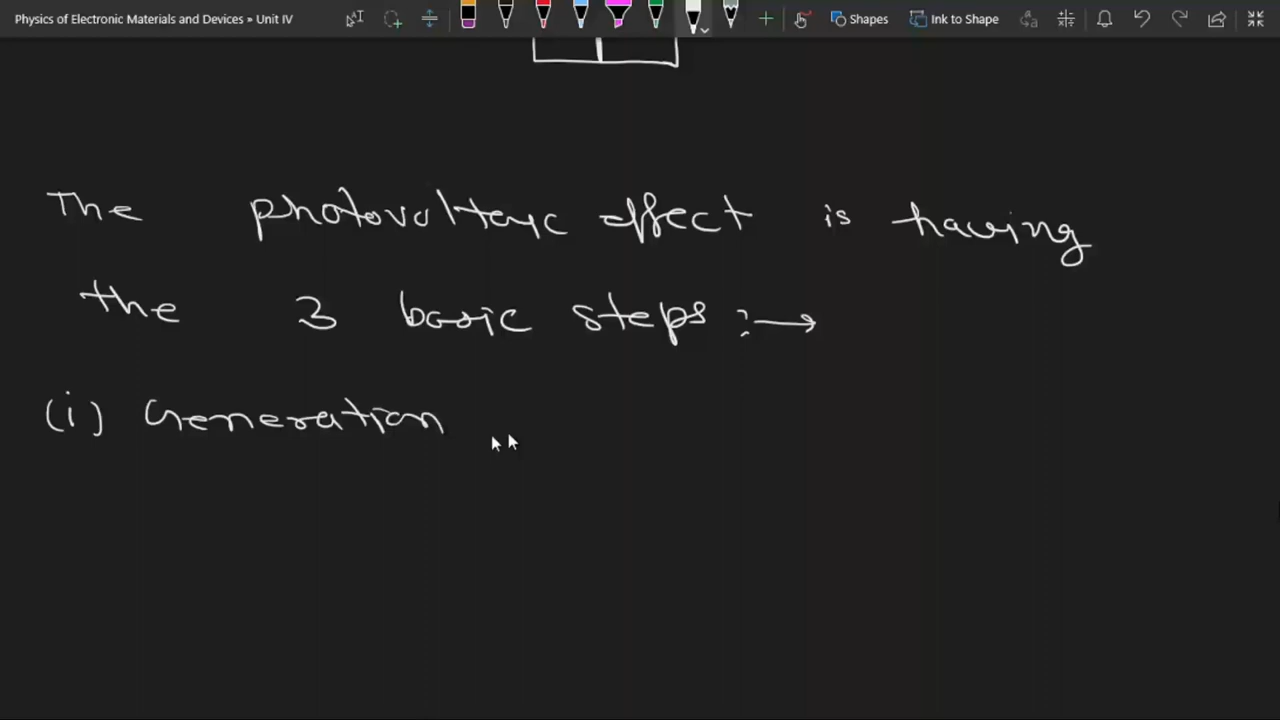 Physics of Electronic Materials and Devices » Unit IV
Shapes
Ink to Shape
The photovoltaic effect is having
the 3 basic steps :→
(i) Generation